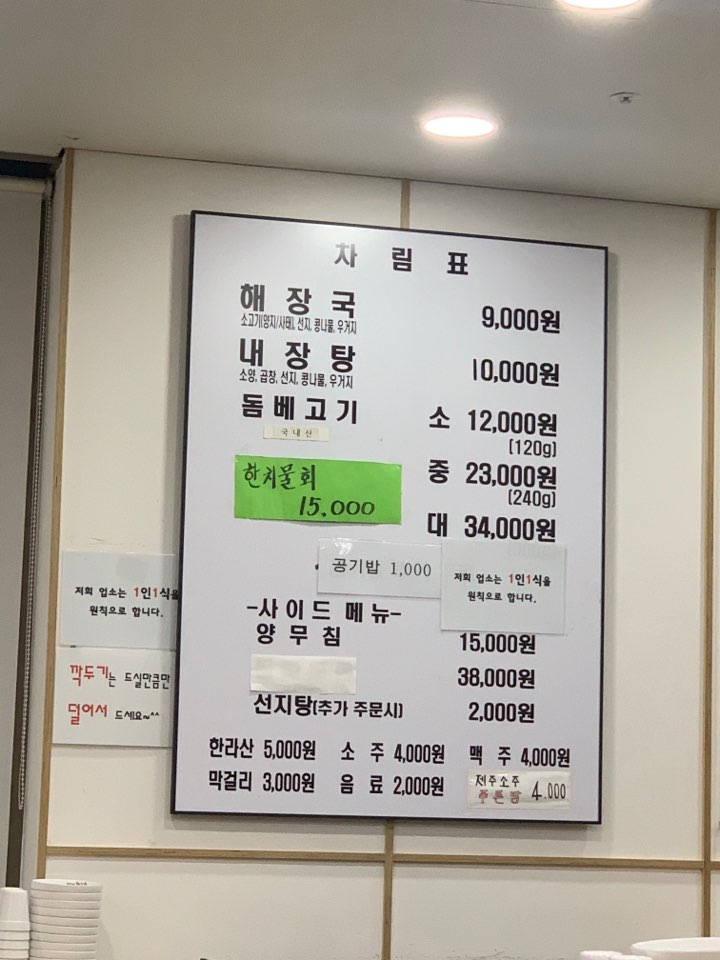 차림표
해장국 9,000원
소고기(양지/사태), 선지, 콩나물, 우거지
내장탕 10,000원
소양, 곱창, 선지, 콩나물, 우거지
돔베고기 소 12,000원
국내산
(120g)
중 23,000원
(240g)
한치물회
15,000
대 34,000원
공기밥 1,000
저희 업소는 1인1식을
원칙으로 합니다.
-사이드 메뉴-
양무침 15,000원
38,000원
선지탕(추가 주문시) 2,000원
한라산 5,000원 소주 4,000원 맥주 4,000원
막걸리 3,000원 음료 2,000원
제주소주
푸른밤 4.000
저희 업소는 1인1식을
원칙으로 합니다.
깍두기는 드실만큼만
덜어서 드세요~^^